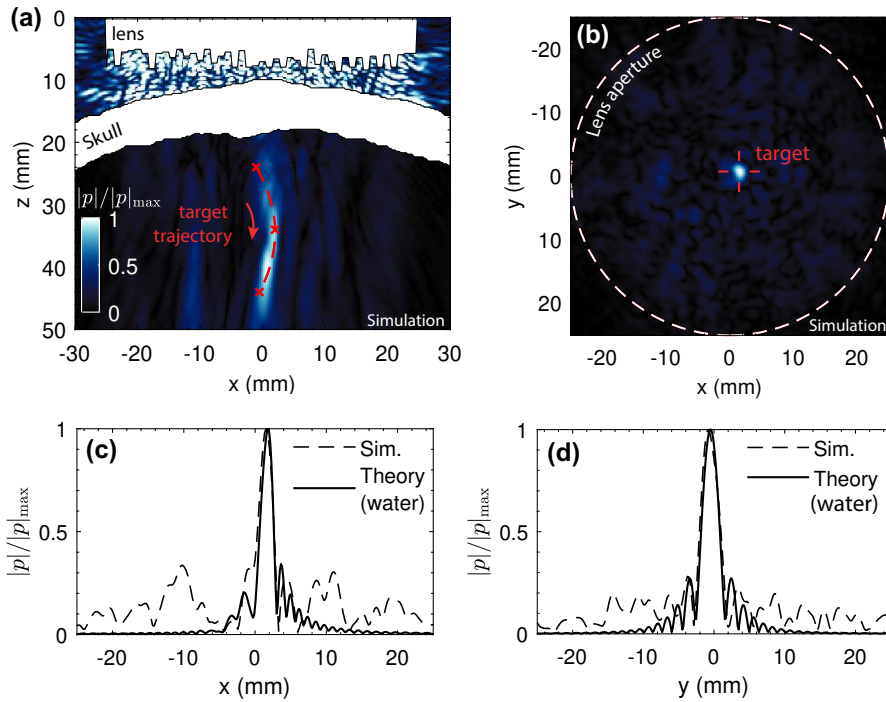 (a)
lens
Skull
|p|/|p|max
1
0.5
0
target
trajectory
Simulation
0
10
20
30
40
50
z (mm)
-30 -20 -10 0 10 20 30
x (mm)
(b)
Lens aperture
target
Simulation
-20
-10
0
10
20
y (mm)
-20 -10 0 10 20
x (mm)
(c)
Sim.
Theory
(water)
1
0.5
0
|p|/|p|max
-20 -10 0 10 20
x (mm)
(d)
Sim.
Theory
(water)
1
0.5
0
|p|/|p|max
-20 -10 0 10 20
y (mm)